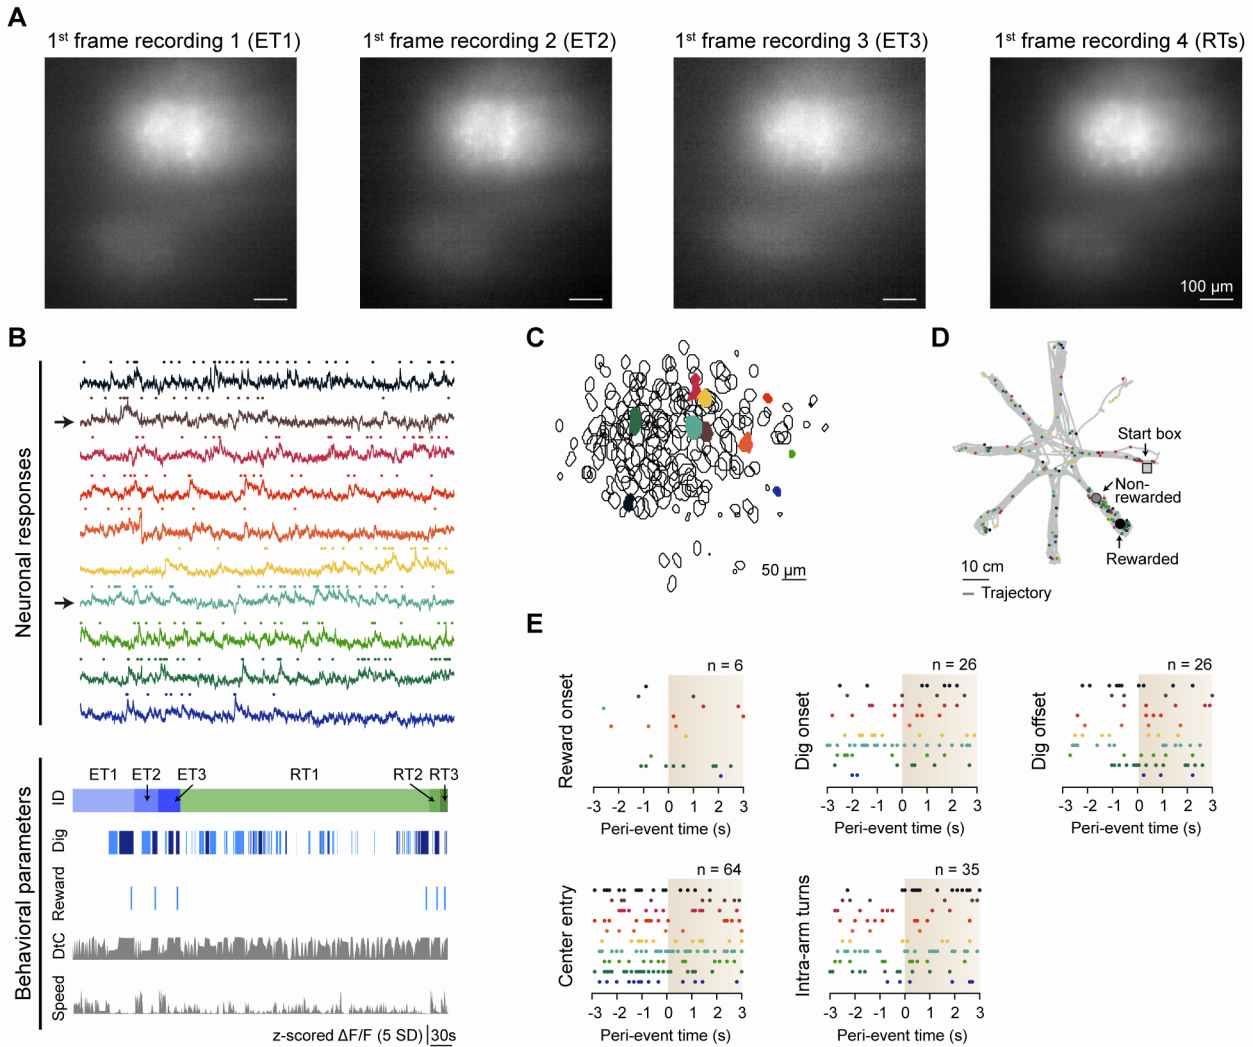 A
1st frame recording 1 (ET1)
1st frame recording 2 (ET2)
1st frame recording 3 (ET3)
1st frame recording 4 (RTs)
100 µm
B
Neuronal responses
Behavioral parameters
ET1
ET2
ET3
RT1
RT2
RT3
ID
Dig
Reward
DtC
Speed
z-scored ΔF/F (5 SD)
30s
C
50 µm
D
Start box
Non-
rewarded
Rewarded
10 cm
Trajectory
E
n = 6
Reward onset
-3 -2 -1 0 1 2 3
Peri-event time (s)
n = 26
Dig onset
-3 -2 -1 0 1 2 3
Peri-event time (s)
n = 26
Dig offset
-3 -2 -1 0 1 2 3
Peri-event time (s)
n = 64
Center entry
-3 -2 -1 0 1 2 3
Peri-event time (s)
n = 35
Intra-arm turns
-3 -2 -1 0 1 2 3
Peri-event time (s)